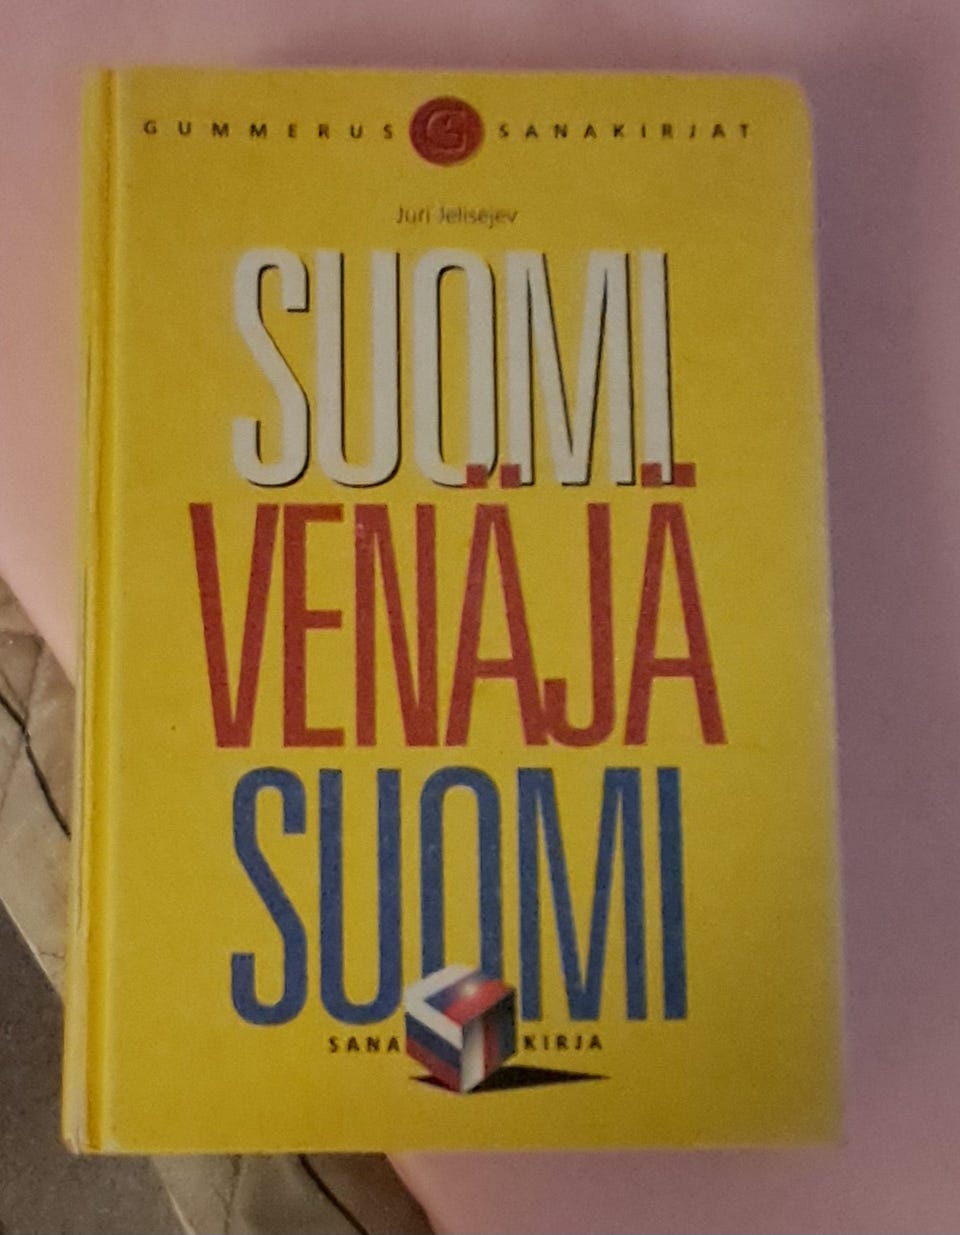 GUMMERUS G SANAKIRJAT
Juri Jelisejev
SUOMI
VENÄJÄ
SUOMI
SANAKIRJA